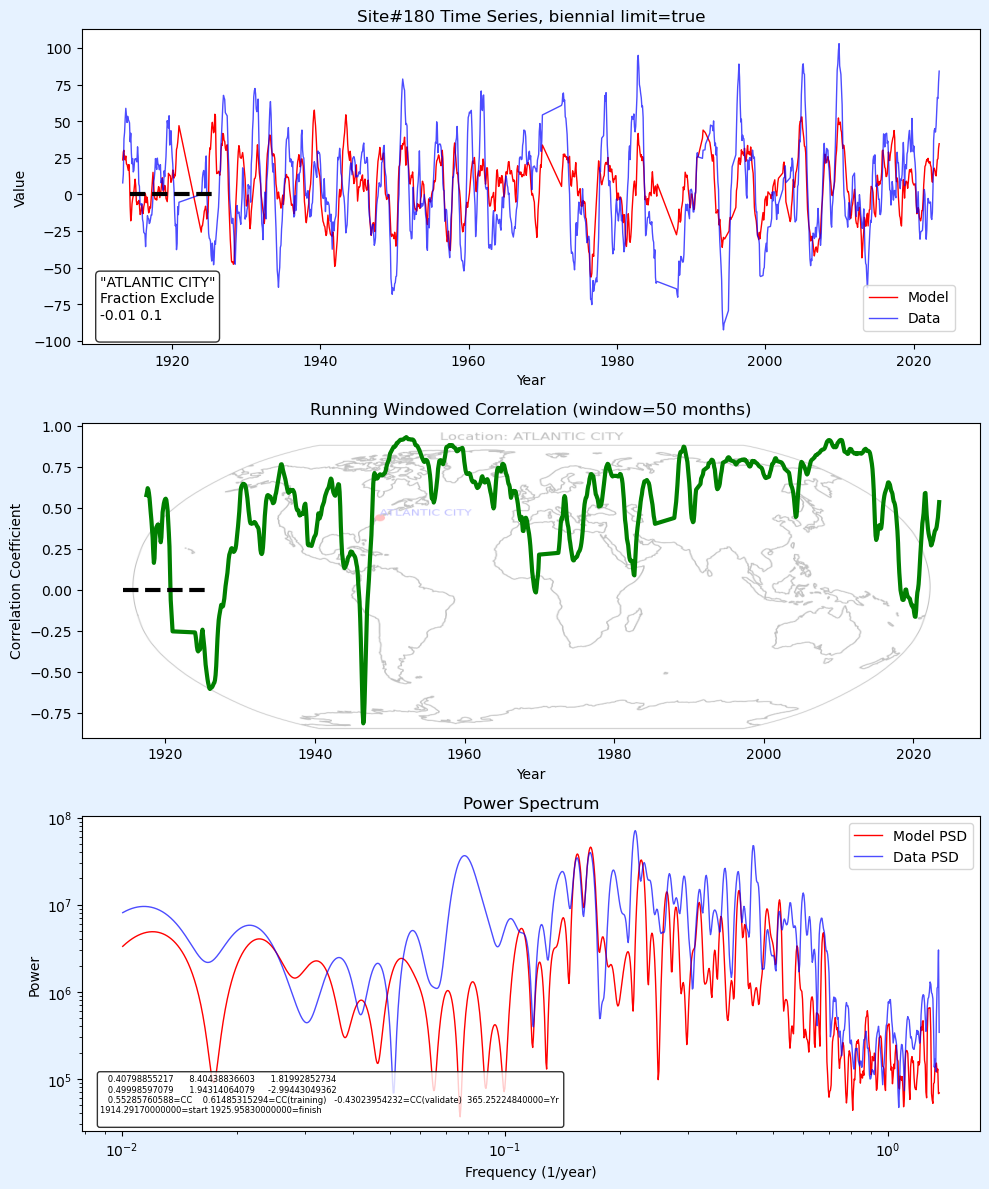 Site#180 Time Series, biennial limit=true
100
75
50
25
0
−25
−50
−75
−100
Value
"ATLANTIC CITY"
Fraction Exclude
-0.01 0.1
Model
Data
1920 1940 1960 1980 2000 2020
Year
Running Windowed Correlation (window=50 months)
1.00
0.75
0.50
0.25
0.00
−0.25
−0.50
−0.75
Correlation Coefficient
Location: ATLANTIC CITY
ATLANTIC CITY
1920 1940 1960 1980 2000 2020
Year
Power Spectrum
10^8
10^7
10^6
10^5
Power
Model PSD
Data PSD
0.40798855217 8.40438836603 1.81992852734
0.49998597079 1.94314064079 -2.99443049362
0.55285760588=CC 0.61485315294=CC(training) -0.43023954232=CC(validate) 365.25224840000=Yr
1914.29170000000=start 1925.95830000000=finish
10^−2 10^−1 10^0
Frequency (1/year)